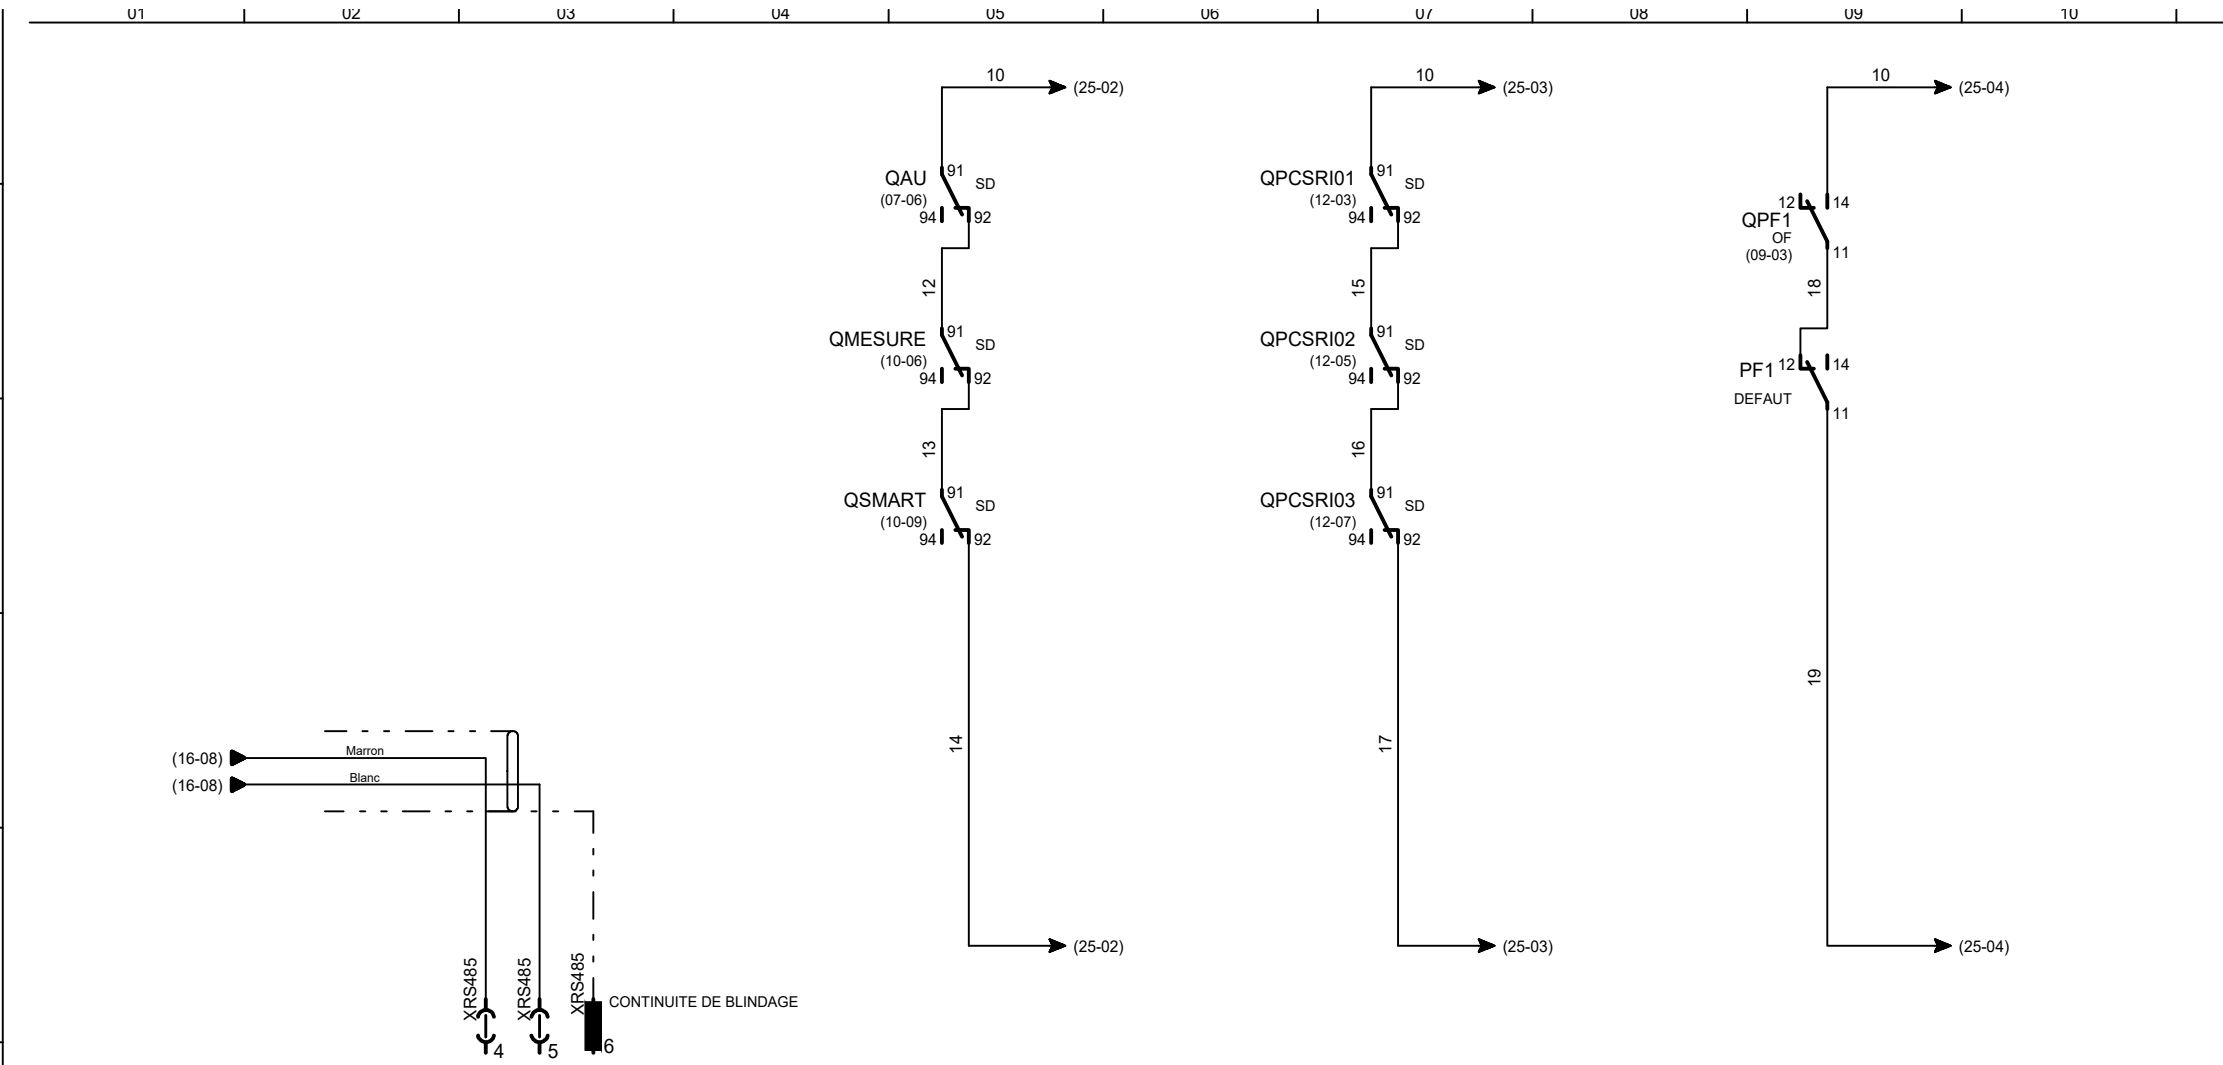 01 02 03 04 05 06 07 08 09 10
10 (25-02) 10 (25-03) 10 (25-04)
QAU 91 SD QPCSRI01 91 SD
(07-06) (12-03)
94 92 94 92
12 14
QPF1
OF
(09-03) 11
12 15 18
QMESURE 91 SD QPCSRI02 91 SD
(10-06) (12-05)
94 92 94 92
PF1 12 14
DEFAUT
11
13 16
QSMART 91 SD QPCSRI03 91 SD
(10-09) (12-07)
94 92 94 92
19
14 17
(16-08) Marron
(16-08) Blanc
(25-02) (25-03) (25-04)
XRS485 XRS485 XRS485 CONTINUITE DE BLINDAGE
4 5 6